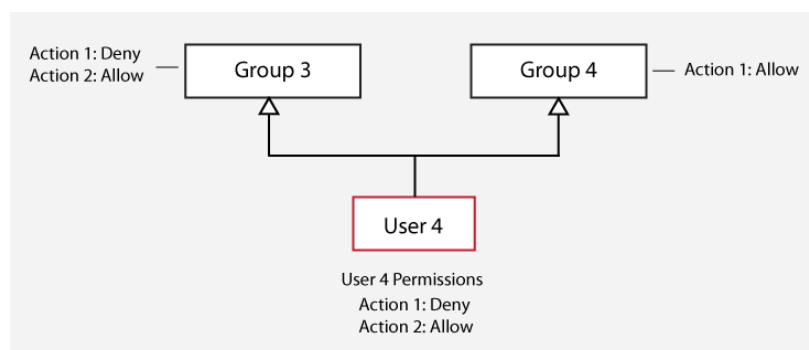 Action 1: Deny
Action 2: Allow
Group 3
Group 4
Action 1: Allow
User 4
User 4 Permissions
Action 1: Deny
Action 2: Allow